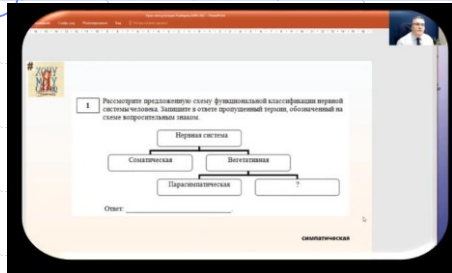 #
1
Рассмотрите предложенную схему функциональной классификации нервной
системы человека. Запишите в ответе пропущенный термин, обозначенный на
схеме вопросительным знаком.
Нервная система
Соматическая Вегетативная
Парасимпатическая ?
Ответ:
симпатическая